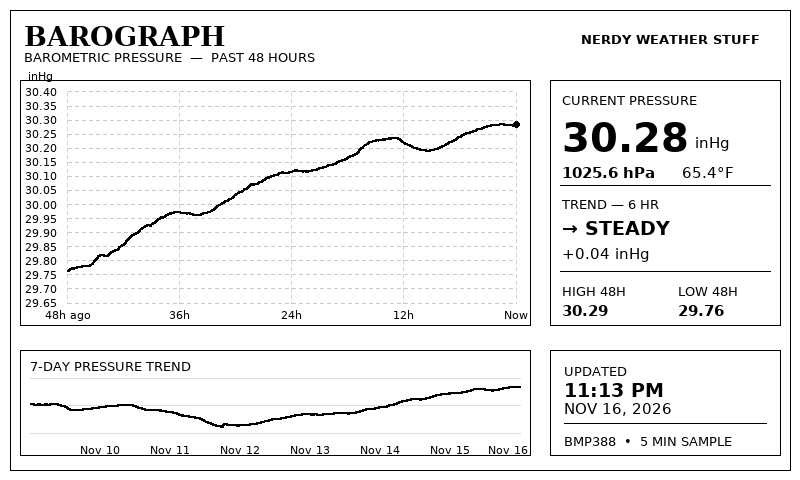 BAROGRAPH
BAROMETRIC PRESSURE — PAST 48 HOURS
NERDY WEATHER STUFF
inHg
30.40
30.35
30.30
30.25
30.20
30.15
30.10
30.05
30.00
29.95
29.90
29.85
29.80
29.75
29.70
29.65
48h ago 36h 24h 12h Now
CURRENT PRESSURE
30.28 inHg
1025.6 hPa 65.4°F
TREND — 6 HR
→ STEADY
+0.04 inHg
HIGH 48H LOW 48H
30.29 29.76
7-DAY PRESSURE TREND
Nov 10 Nov 11 Nov 12 Nov 13 Nov 14 Nov 15 Nov 16
UPDATED
11:13 PM
NOV 16, 2026
BMP388 • 5 MIN SAMPLE